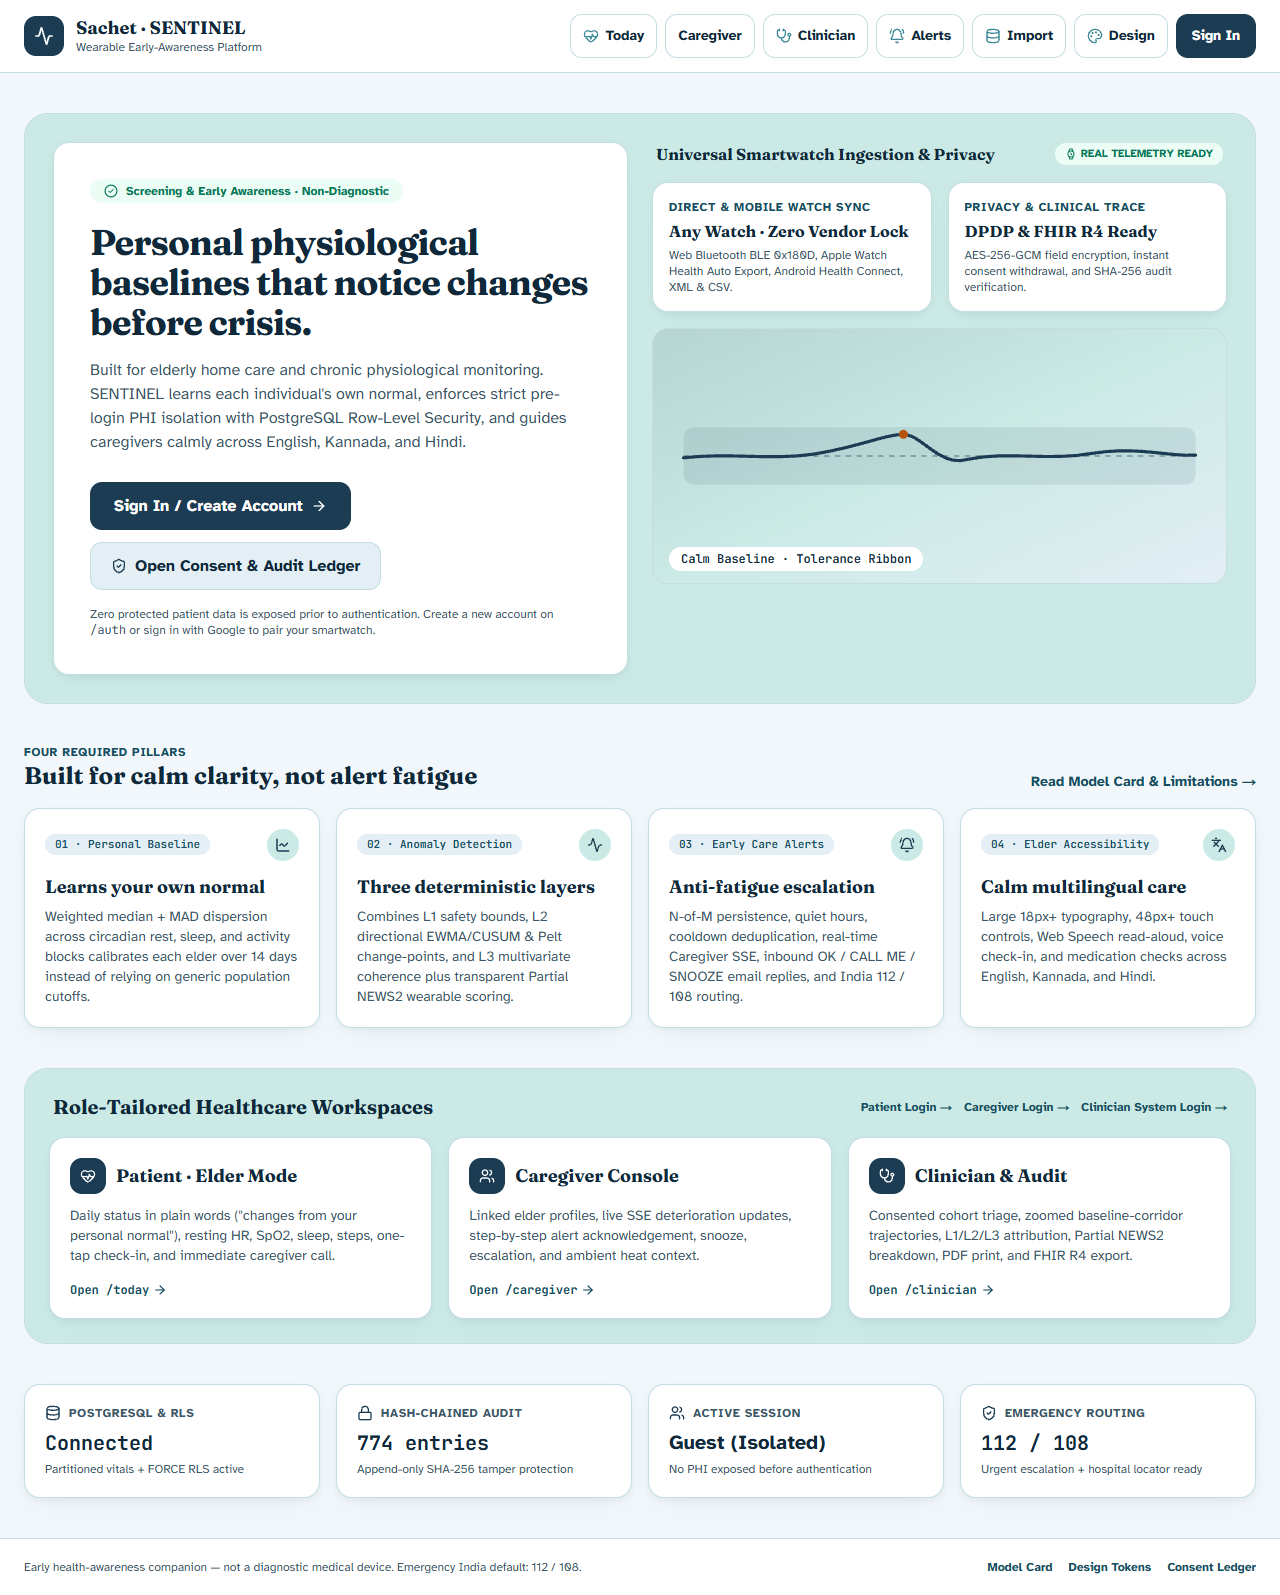 Sachet · SENTINEL
Wearable Early-Awareness Platform
Today
Caregiver
Clinician
Alerts
Import
Design
Sign In
Screening & Early Awareness · Non-Diagnostic
Personal physiological
baselines that notice changes
before crisis.
Built for elderly home care and chronic physiological monitoring.
SENTINEL learns each individual's own normal, enforces strict pre-
login PHI isolation with PostgreSQL Row-Level Security, and guides
caregivers calmly across English, Kannada, and Hindi.
Sign In / Create Account →
Open Consent & Audit Ledger
Zero protected patient data is exposed prior to authentication. Create a new account on
/auth or sign in with Google to pair your smartwatch.
Universal Smartwatch Ingestion & Privacy
REAL TELEMETRY READY
DIRECT & MOBILE WATCH SYNC
Any Watch · Zero Vendor Lock
Web Bluetooth BLE 0x180D, Apple Watch
Health Auto Export, Android Health Connect,
XML & CSV.
PRIVACY & CLINICAL TRACE
DPDP & FHIR R4 Ready
AES-256-GCM field encryption, instant
consent withdrawal, and SHA-256 audit
verification.
Calm Baseline · Tolerance Ribbon
FOUR REQUIRED PILLARS
Built for calm clarity, not alert fatigue
Read Model Card & Limitations →
01 · Personal Baseline
Learns your own normal
Weighted median + MAD dispersion
across circadian rest, sleep, and activity
blocks calibrates each elder over 14 days
instead of relying on generic population
cutoffs.
02 · Anomaly Detection
Three deterministic layers
Combines L1 safety bounds, L2
directional EWMA/CUSUM & Pelt
change-points, and L3 multivariate
coherence plus transparent Partial
NEWS2 wearable scoring.
03 · Early Care Alerts
Anti-fatigue escalation
N-of-M persistence, quiet hours,
cooldown deduplication, real-time
Caregiver SSE, inbound OK / CALL ME /
SNOOZE email replies, and India 112 /
108 routing.
04 · Elder Accessibility
Calm multilingual care
Large 18px+ typography, 48px+ touch
controls, Web Speech read-aloud, voice
check-in, and medication checks across
English, Kannada, and Hindi.
Role-Tailored Healthcare Workspaces
Patient Login →
Caregiver Login →
Clinician System Login →
Patient · Elder Mode
Daily status in plain words ("changes from your
personal normal"), resting HR, SpO2, sleep, steps, one-
tap check-in, and immediate caregiver call.
Open /today →
Caregiver Console
Linked elder profiles, live SSE deterioration updates,
step-by-step alert acknowledgement, snooze,
escalation, and ambient heat context.
Open /caregiver →
Clinician & Audit
Consented cohort triage, zoomed baseline-corridor
trajectories, L1/L2/L3 attribution, Partial NEWS2
breakdown, PDF print, and FHIR R4 export.
Open /clinician →
POSTGRESQL & RLS
Connected
Partitioned vitals + FORCE RLS active
HASH-CHAINED AUDIT
774 entries
Append-only SHA-256 tamper protection
ACTIVE SESSION
Guest (Isolated)
No PHI exposed before authentication
EMERGENCY ROUTING
112 / 108
Urgent escalation + hospital locator ready
Early health-awareness companion — not a diagnostic medical device. Emergency India default: 112 / 108.
Model Card
Design Tokens
Consent Ledger